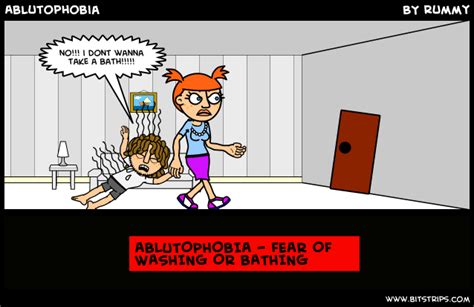 ABLUTOPHOBIA
BY RUMMY
NO!!! I DONT WANNA
TAKE A BATH!!!!!
ABLUTOPHOBIA - FEAR OF
WASHING OR BATHING
WWW.BITSTRIPS.COM